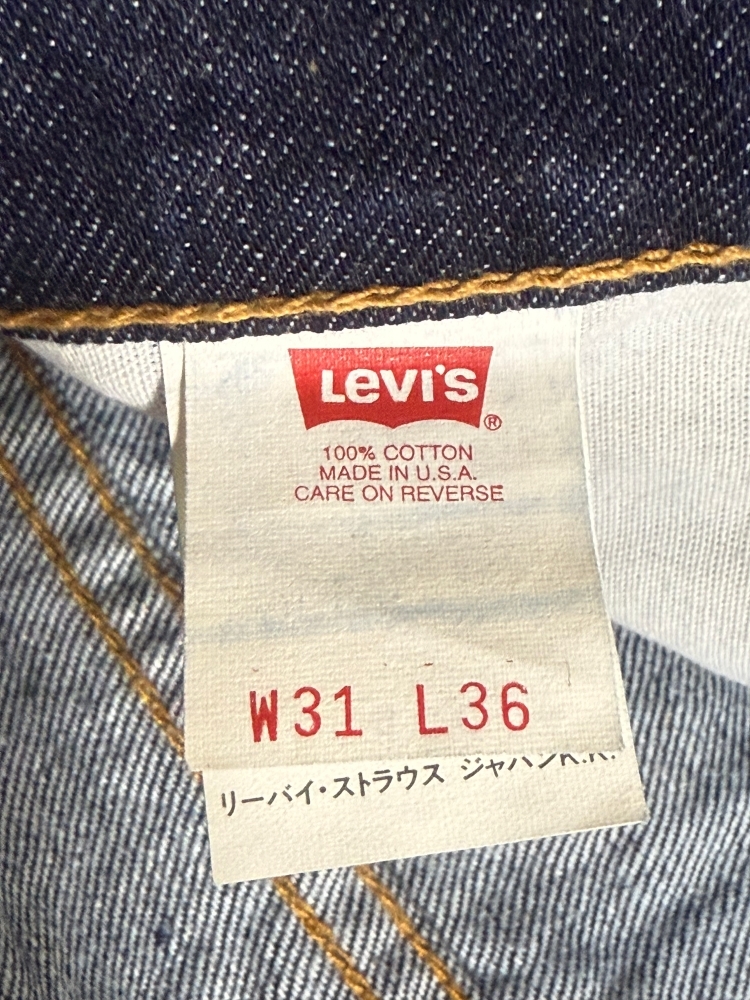 LEVI'S ®
100% COTTON
MADE IN U.S.A.
CARE ON REVERSE
W31 L36
リーバイ・ストラウス ジャパンK.K.